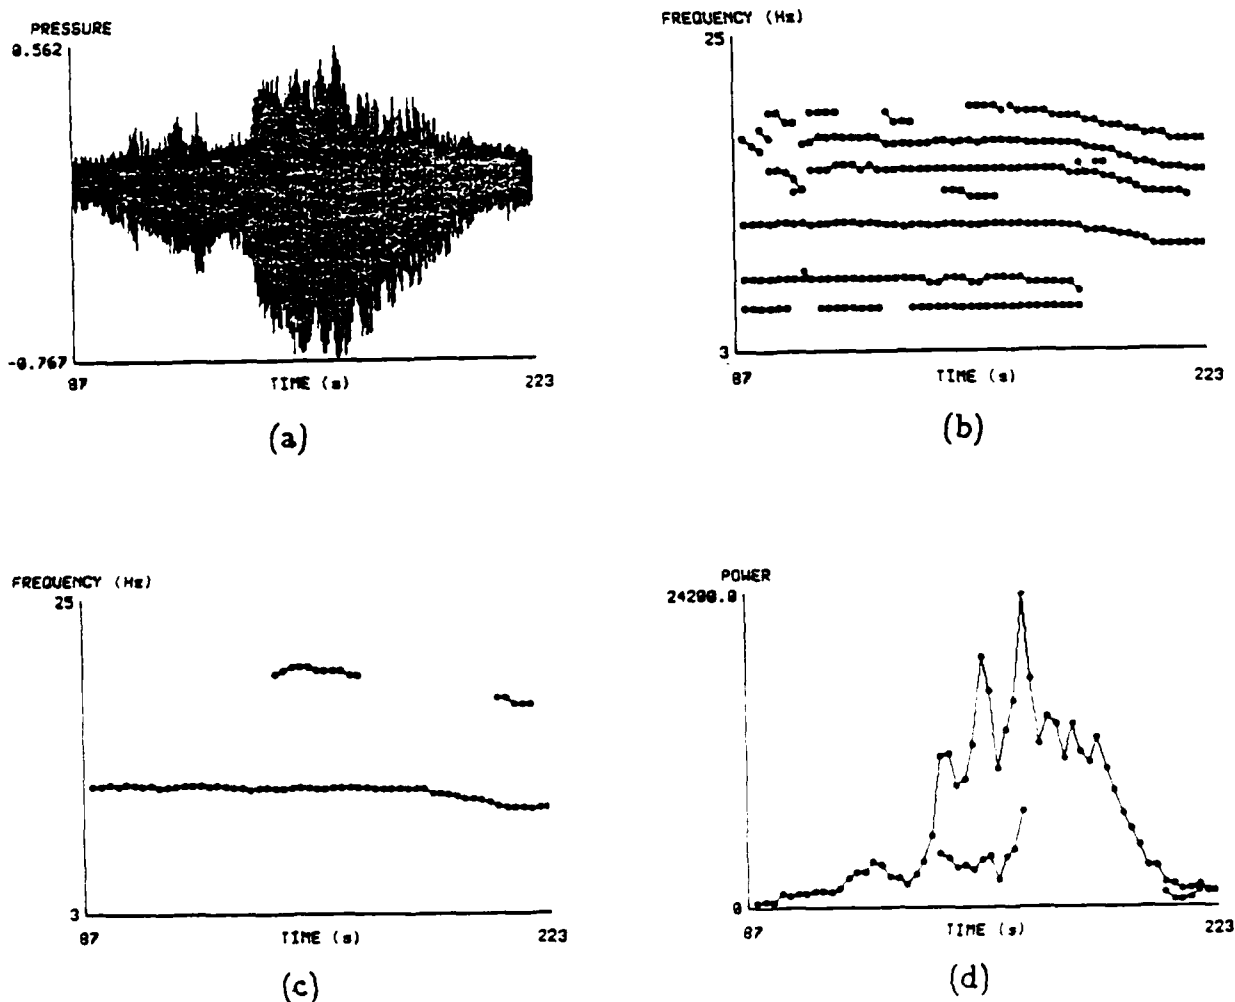 PRESSURE
0.562
-0.767
87
TIME (s)
223
(a)
FREQUENCY (Hz)
25
3
87
TIME (s)
223
(b)
FREQUENCY (Hz)
25
3
87
TIME (s)
223
(c)
POWER
24200.0
0
87
TIME (s)
223
(d)